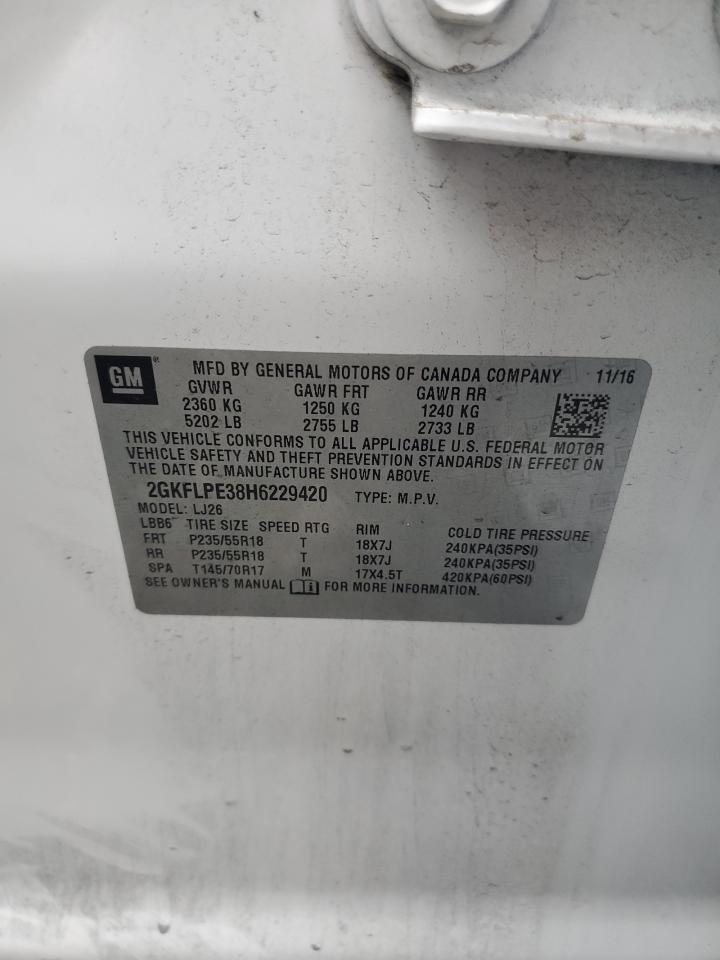 GM® MFD BY GENERAL MOTORS OF CANADA COMPANY 11/16
GVWR GAWR FRT GAWR RR
2360 KG 1250 KG 1240 KG
5202 LB 2755 LB 2733 LB
THIS VEHICLE CONFORMS TO ALL APPLICABLE U.S. FEDERAL MOTOR
VEHICLE SAFETY AND THEFT PREVENTION STANDARDS IN EFFECT ON
THE DATE OF MANUFACTURE SHOWN ABOVE.
2GKFLPE38H6229420 TYPE: M.P.V.
MODEL: LJ26
LBB6 TIRE SIZE SPEED RTG RIM COLD TIRE PRESSURE
FRT P235/55R18 T 18X7J 240KPA(35PSI)
RR P235/55R18 T 18X7J 240KPA(35PSI)
SPA T145/70R17 M 17X4.5T 420KPA(60PSI)
SEE OWNER'S MANUAL i FOR MORE INFORMATION.